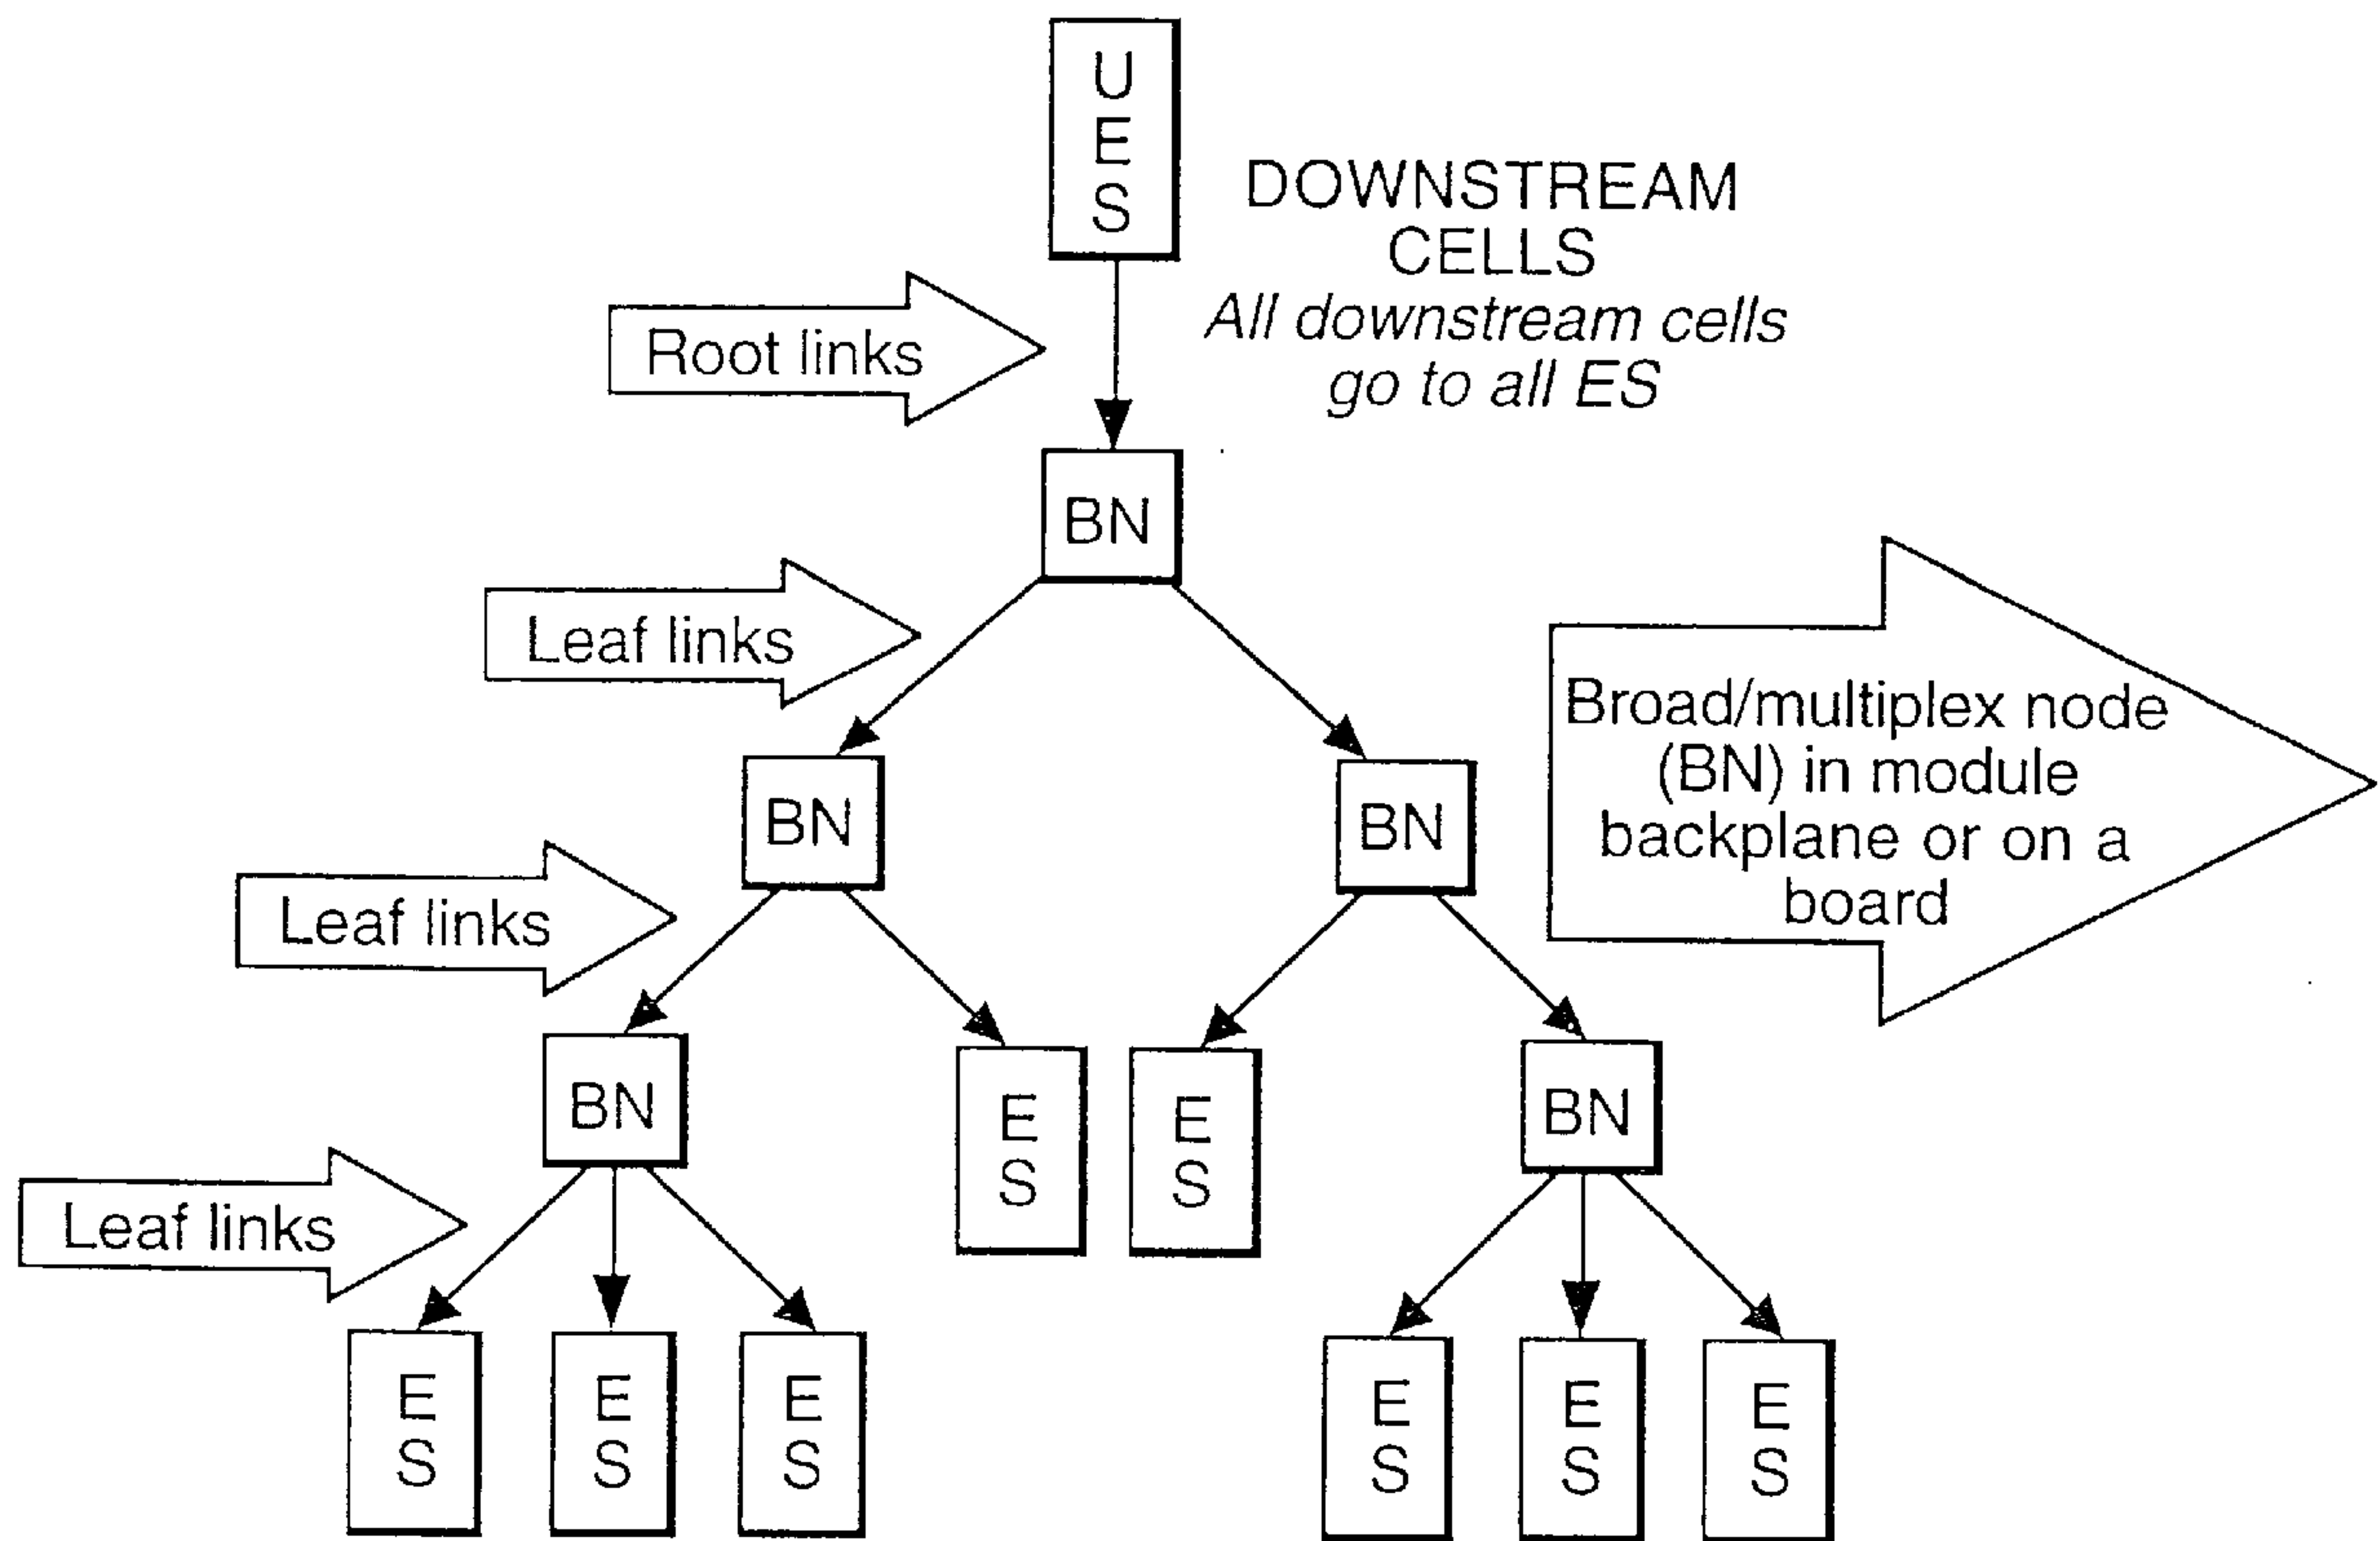 U
E
S
DOWNSTREAM
CELLS
All downstream cells
go to all ES
Root links
BN
Leaf links
Broad/multiplex node
(BN) in module
backplane or on a
board
BN
BN
Leaf links
BN
E
S
E
S
BN
Leaf links
E
S
E
S
E
S
E
S
E
S
E
S